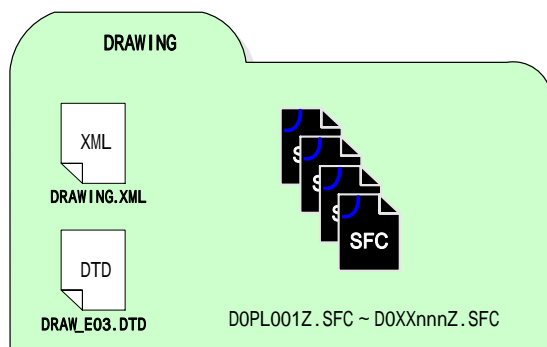 DRAWING
XML
DRAWING.XML
S
S
S
SFC
DTD
DRAW_E03.DTD
D0PL001Z.SFC ~ D0XXnnnZ.SFC